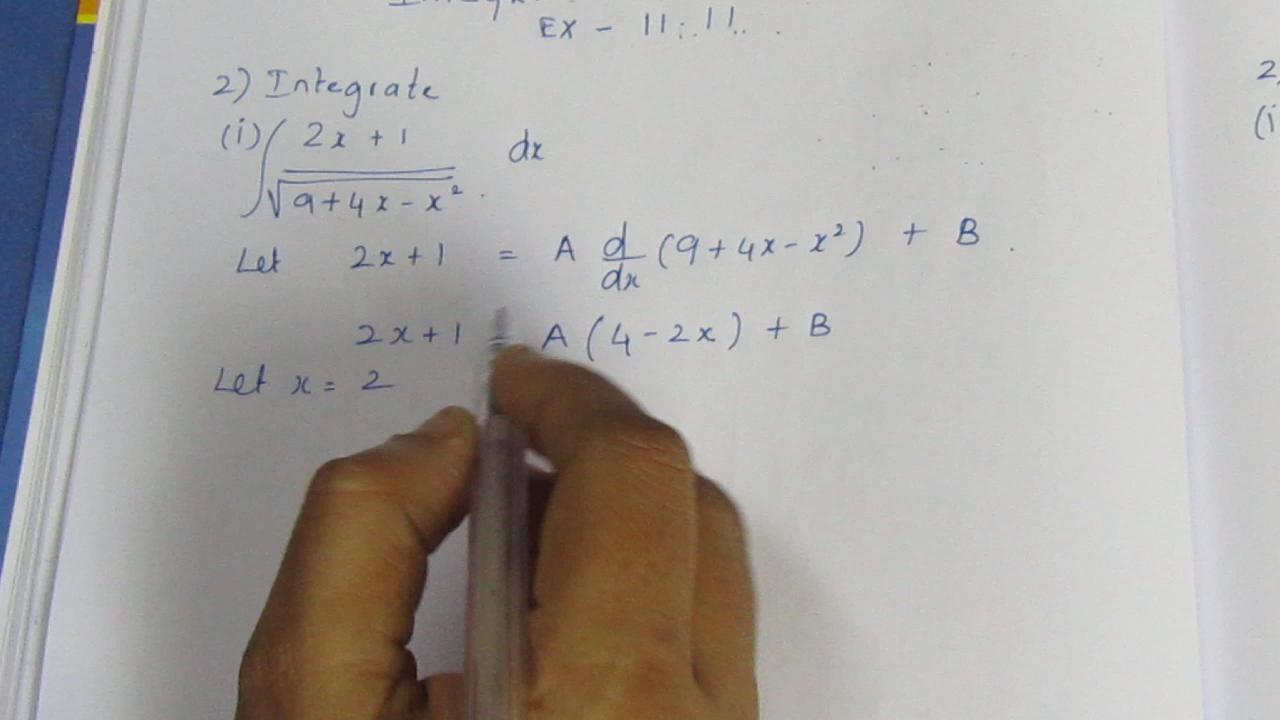 EX - 11.11.
2) Integrate
(i) ∫ 2x + 1 / √9+4x-x² dx
Let 2x+1 = A d/dx (9+4x-x²) + B.
2x+1 = A (4-2x) + B
Let x = 2
2
(i